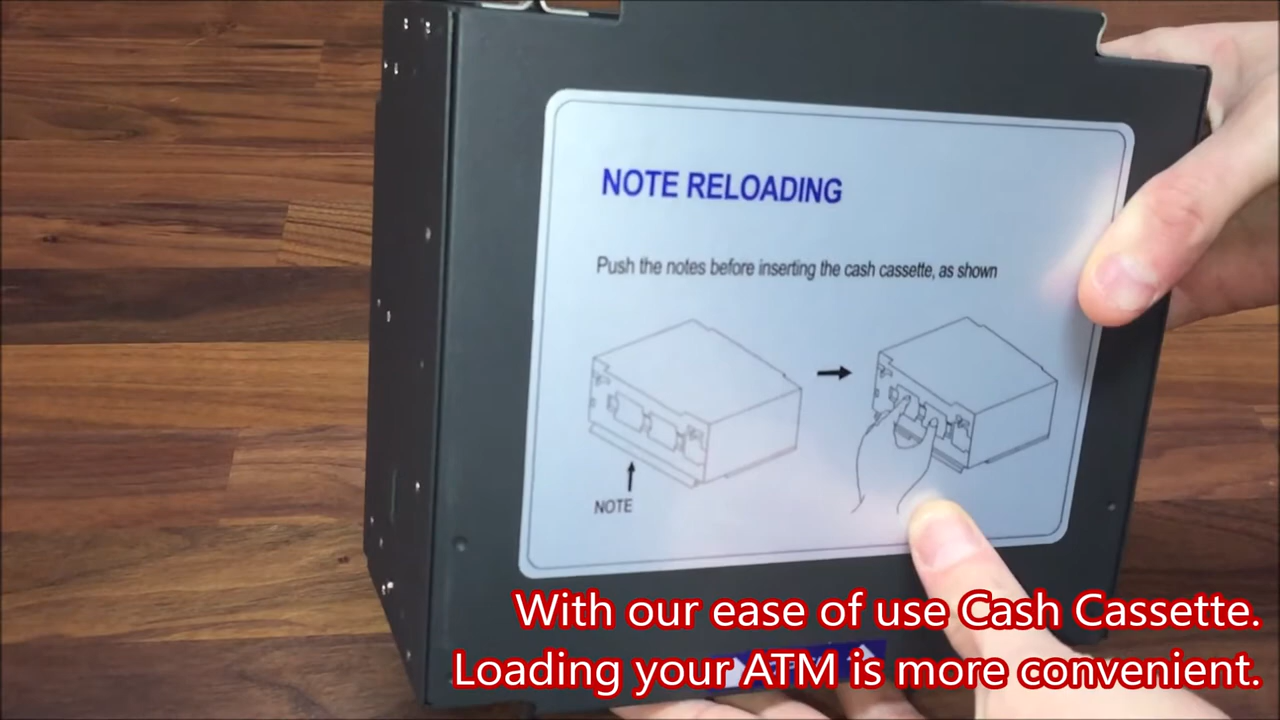 NOTE RELOADING
Push the notes before inserting the cash cassette, as shown
NOTE
With our ease of use Cash Cassette.
Loading your ATM is more convenient.